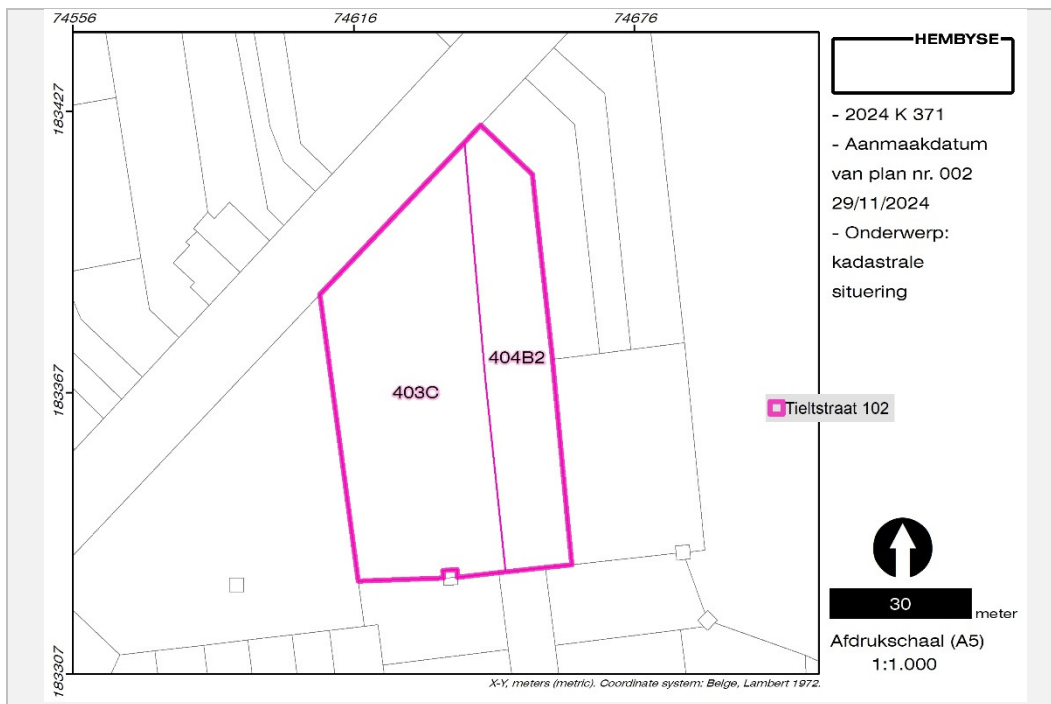 74556
74616
74676
183427
183367
183307
403C
404B2
X-Y, meters (metric). Coordinate system: Belge, Lambert 1972.
HEMBYSE
- 2024 K 371
- Aanmaakdatum
van plan nr. 002
29/11/2024
- Onderwerp:
kadastrale
situering
Tieltstraat 102
30
meter
Afdrukschaal (A5)
1:1.000